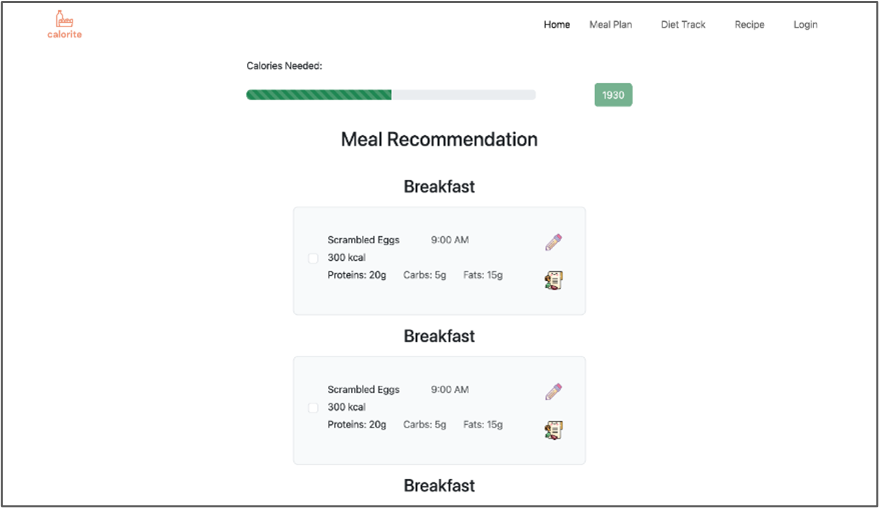 calorite
Home Meal Plan Diet Track Recipe Login
Calories Needed:
1930
Meal Recommendation
Breakfast
Scrambled Eggs 9:00 AM
300 kcal
Proteins: 20g Carbs: 5g Fats: 15g
Breakfast
Scrambled Eggs 9:00 AM
300 kcal
Proteins: 20g Carbs: 5g Fats: 15g
Breakfast